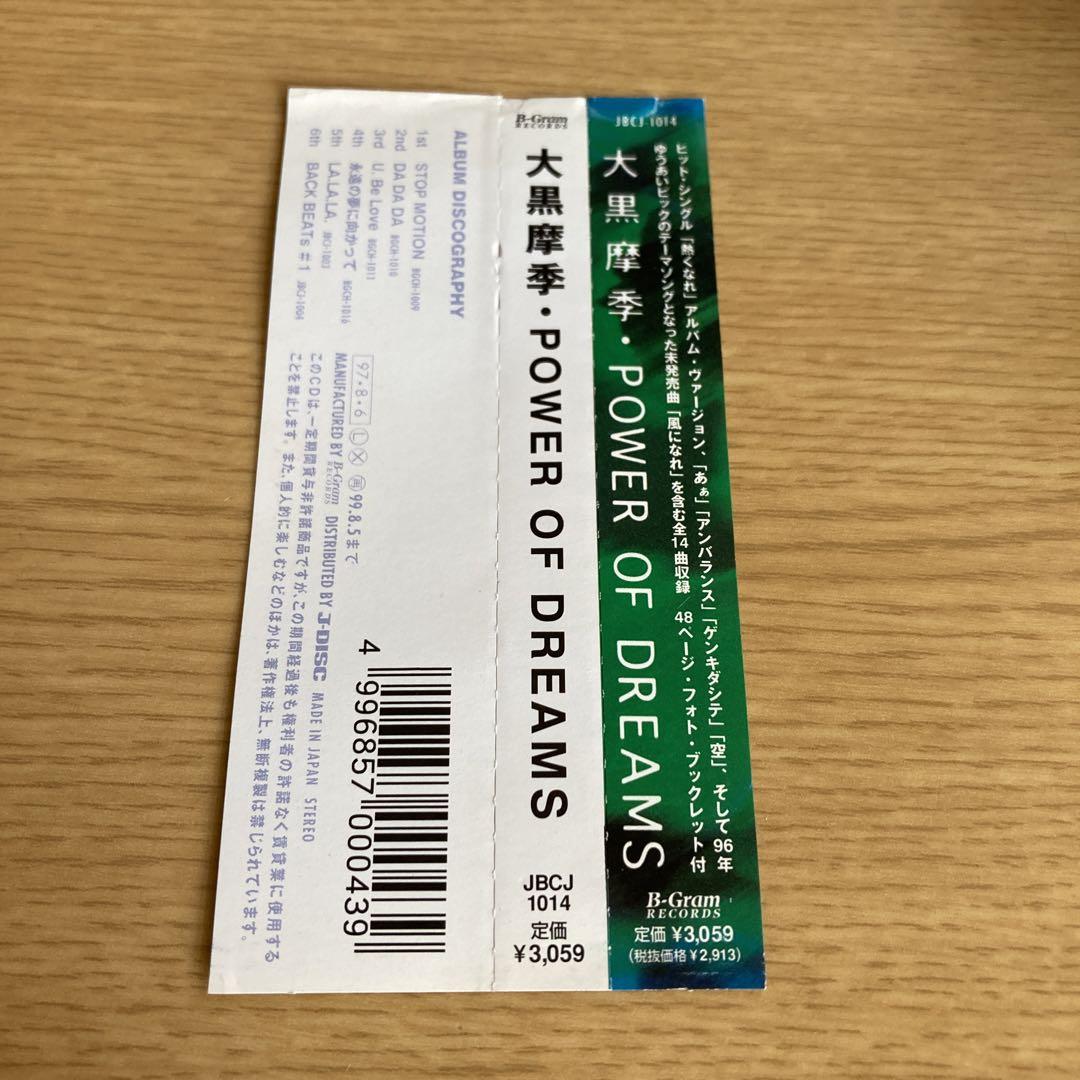 JBCJ-1014
ヒット・シングル「熱くなれ」アルバム・ヴァージョン、「あぁ」「アンバランス」「ゲンキダシテ」「空」、そして96年
ゆうあいピックのテーマソングとなった未発売曲「風になれ」を含む全14曲収録/48ページ・フォト・ブックレット付
大黒摩季・POWER OF DREAMS
B-Gram
RECORDS
定価 ¥3,059
(税抜価格¥2,913)
B-Gram
RECORDS
大黒摩季・POWER OF DREAMS
JBCJ
1014
定価
¥3,059
ALBUM DISCOGRAPHY
1st STOP MOTION BGCH-1009
2nd DA DA DA BGCH-1010
3rd U. Be Love BGCH-1011
4th 永遠の夢に向かって BGCH-1016
5th LA.LA.LA. JBCJ-1003
6th BACK BEATs #1 JBCJ-1004
97・8・6 L X 再 99.8.5まで
MANUFACTURED BY B-Gram RECORDS DISTRIBUTED BY J-DISC MADE IN JAPAN STEREO
このCDは、一定期間貸与非許諾商品ですが、この期間経過後も権利者の許諾なく賃貸業に使用する
ことを禁止します。また、個人的に楽しむなどのほかは、著作権法上、無断複製は禁じられています。
4 996857 000439